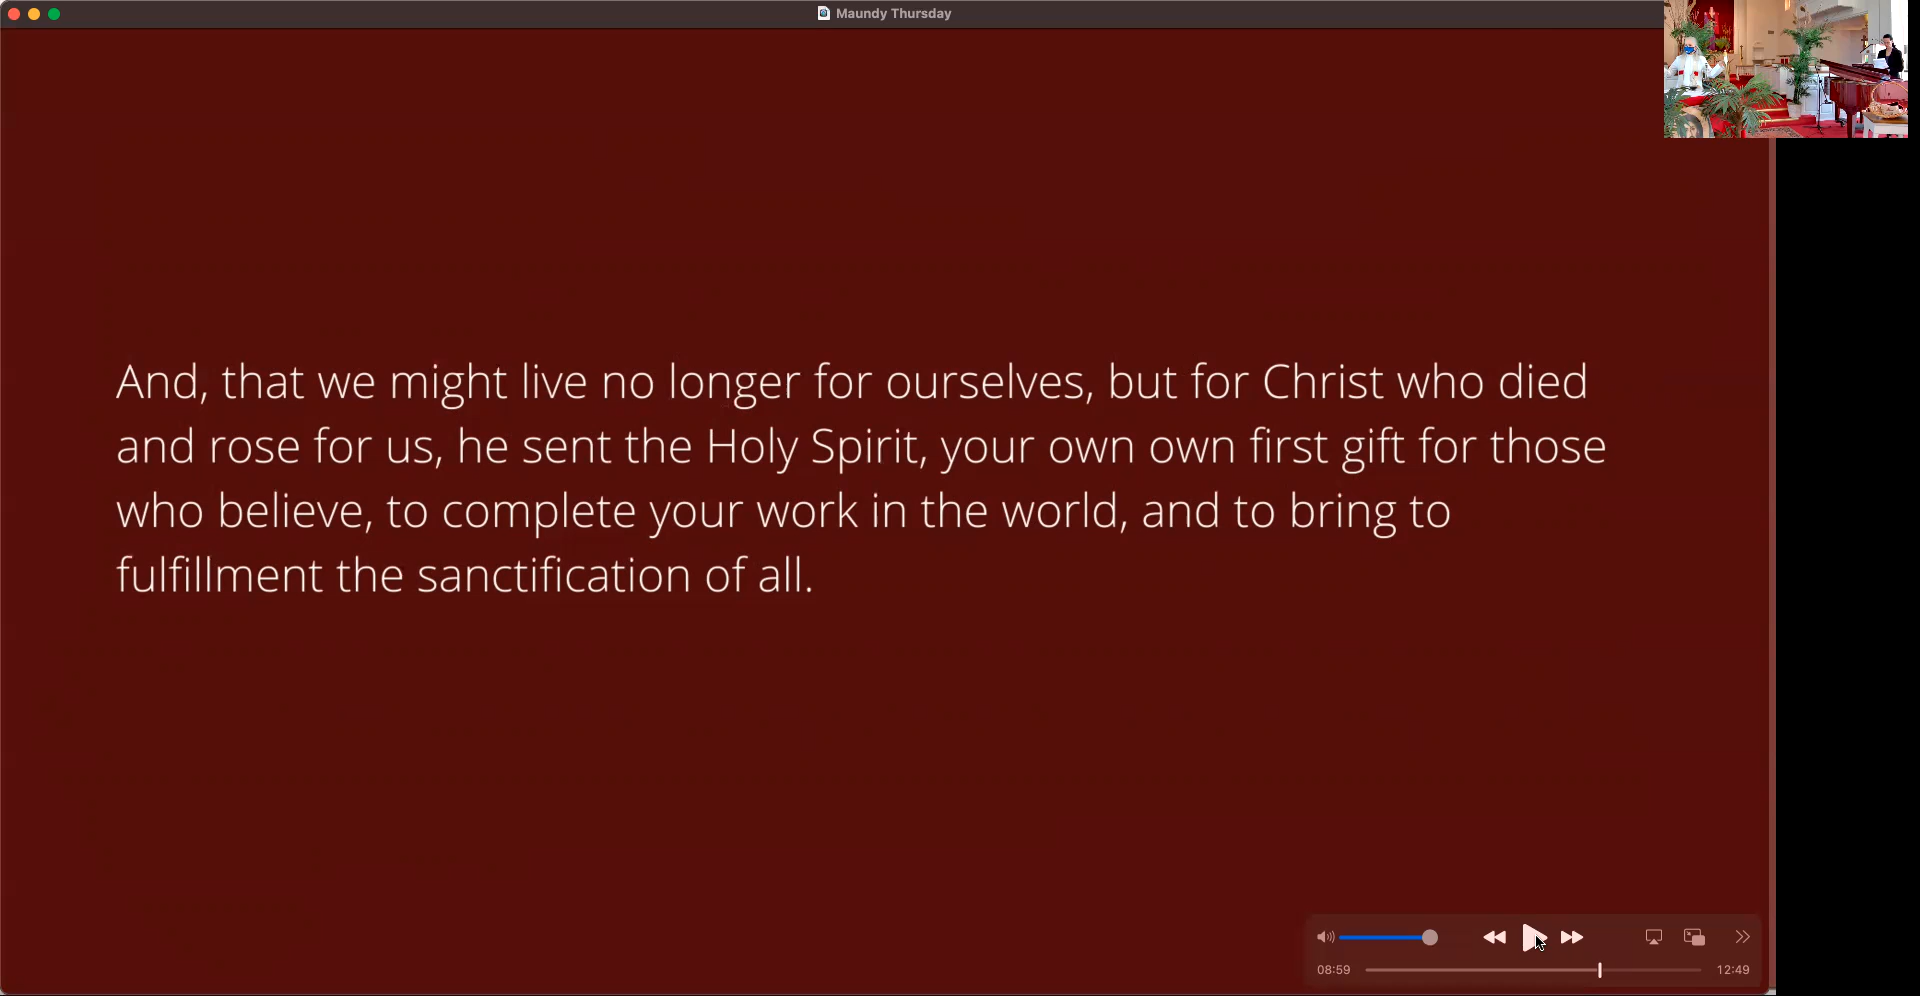 Maundy Thursday
And, that we might live no longer for ourselves, but for Christ who died
and rose for us, he sent the Holy Spirit, your own own first gift for those
who believe, to complete your work in the world, and to bring to
fulfillment the sanctification of all.
08:59
12:49